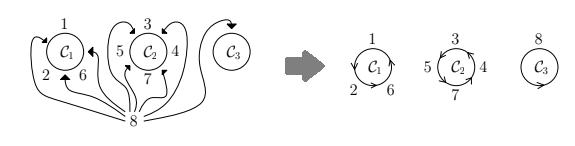 1 3
𝒞₁ 5 𝒞₂ 4 𝒞₃
2 6 7
8
1 3 8
𝒞₁ 5 𝒞₂ 4 𝒞₃
2 6 7